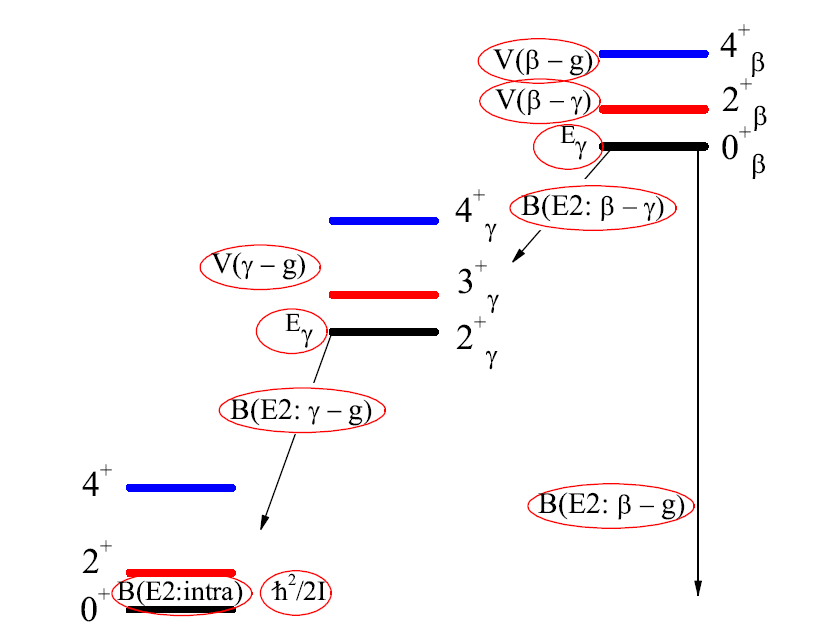 V(β – g)
4⁺β
V(β – γ)
2⁺β
Eγ
0⁺β
B(E2: β – γ)
4⁺γ
V(γ – g)
3⁺γ
Eγ
2⁺γ
B(E2: γ – g)
4⁺
B(E2: β – g)
2⁺
B(E2:intra)
ħ²/2I
0⁺